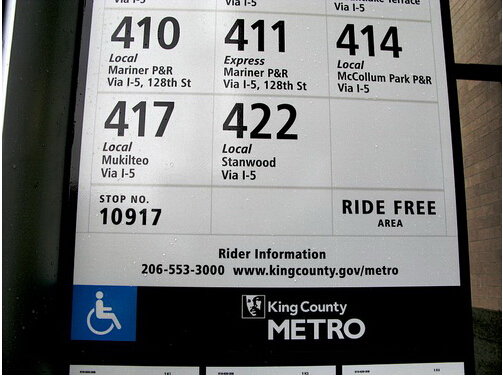 Via I-5
410
Local
Mariner P&R
Via I-5, 128th St
411
Express
Mariner P&R
Via I-5, 128th St
414
Local
McCollum Park P&R
Via I-5
417
Local
Mukilteo
Via I-5
422
Local
Stanwood
Via I-5
STOP NO.
10917
RIDE FREE
AREA
Rider Information
206-553-3000 www.kingcounty.gov/metro
King County
METRO